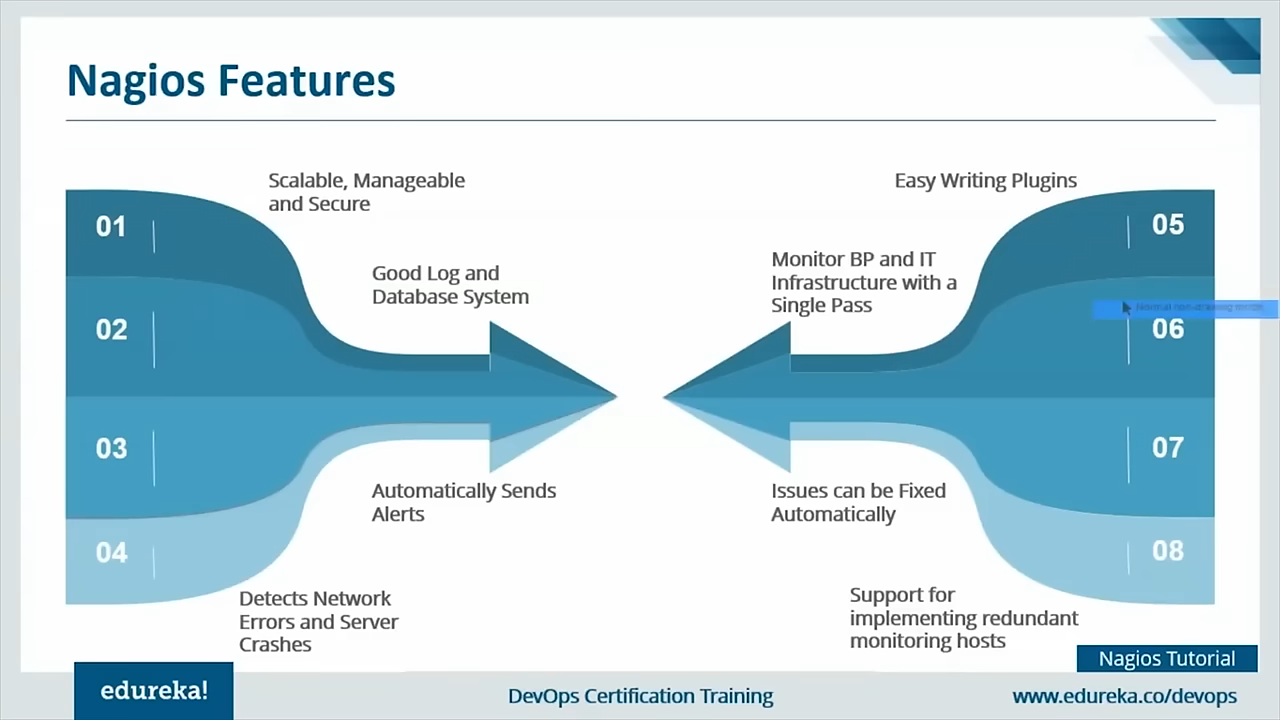 Nagios Features
01
Scalable, Manageable
and Secure
02
Good Log and
Database System
03
Automatically Sends
Alerts
04
Detects Network
Errors and Server
Crashes
05
Easy Writing Plugins
06
Monitor BP and IT
Infrastructure with a
Single Pass
07
Issues can be Fixed
Automatically
08
Support for
implementing redundant
monitoring hosts
Nagios Tutorial
edureka!
DevOps Certification Training
www.edureka.co/devops